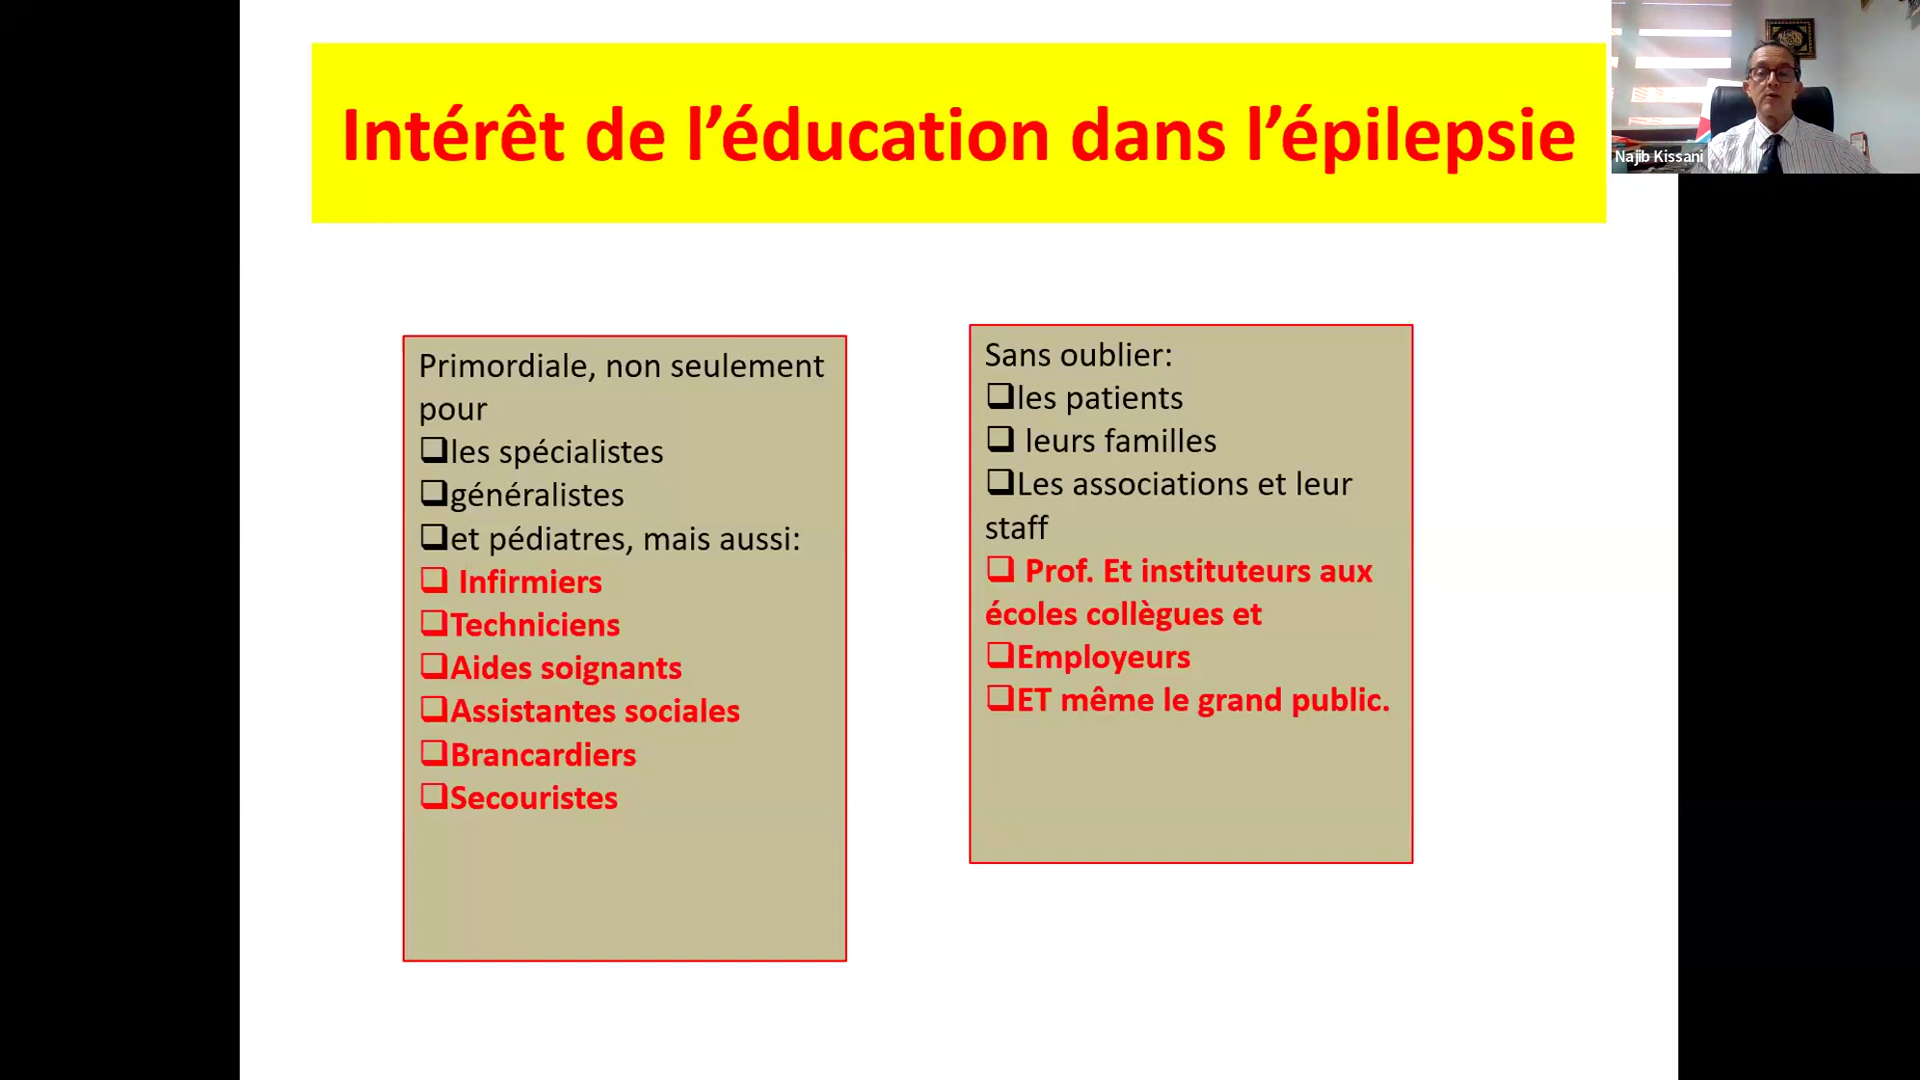 Intérêt de l’éducation dans l’épilepsie
Najib Kissani
Primordiale, non seulement
pour
❑les spécialistes
❑généralistes
❑et pédiatres, mais aussi:
❑ Infirmiers
❑Techniciens
❑Aides soignants
❑Assistantes sociales
❑Brancardiers
❑Secouristes
Sans oublier:
❑les patients
❑ leurs familles
❑Les associations et leur
staff
❑ Prof. Et instituteurs aux
écoles collègues et
❑Employeurs
❑ET même le grand public.